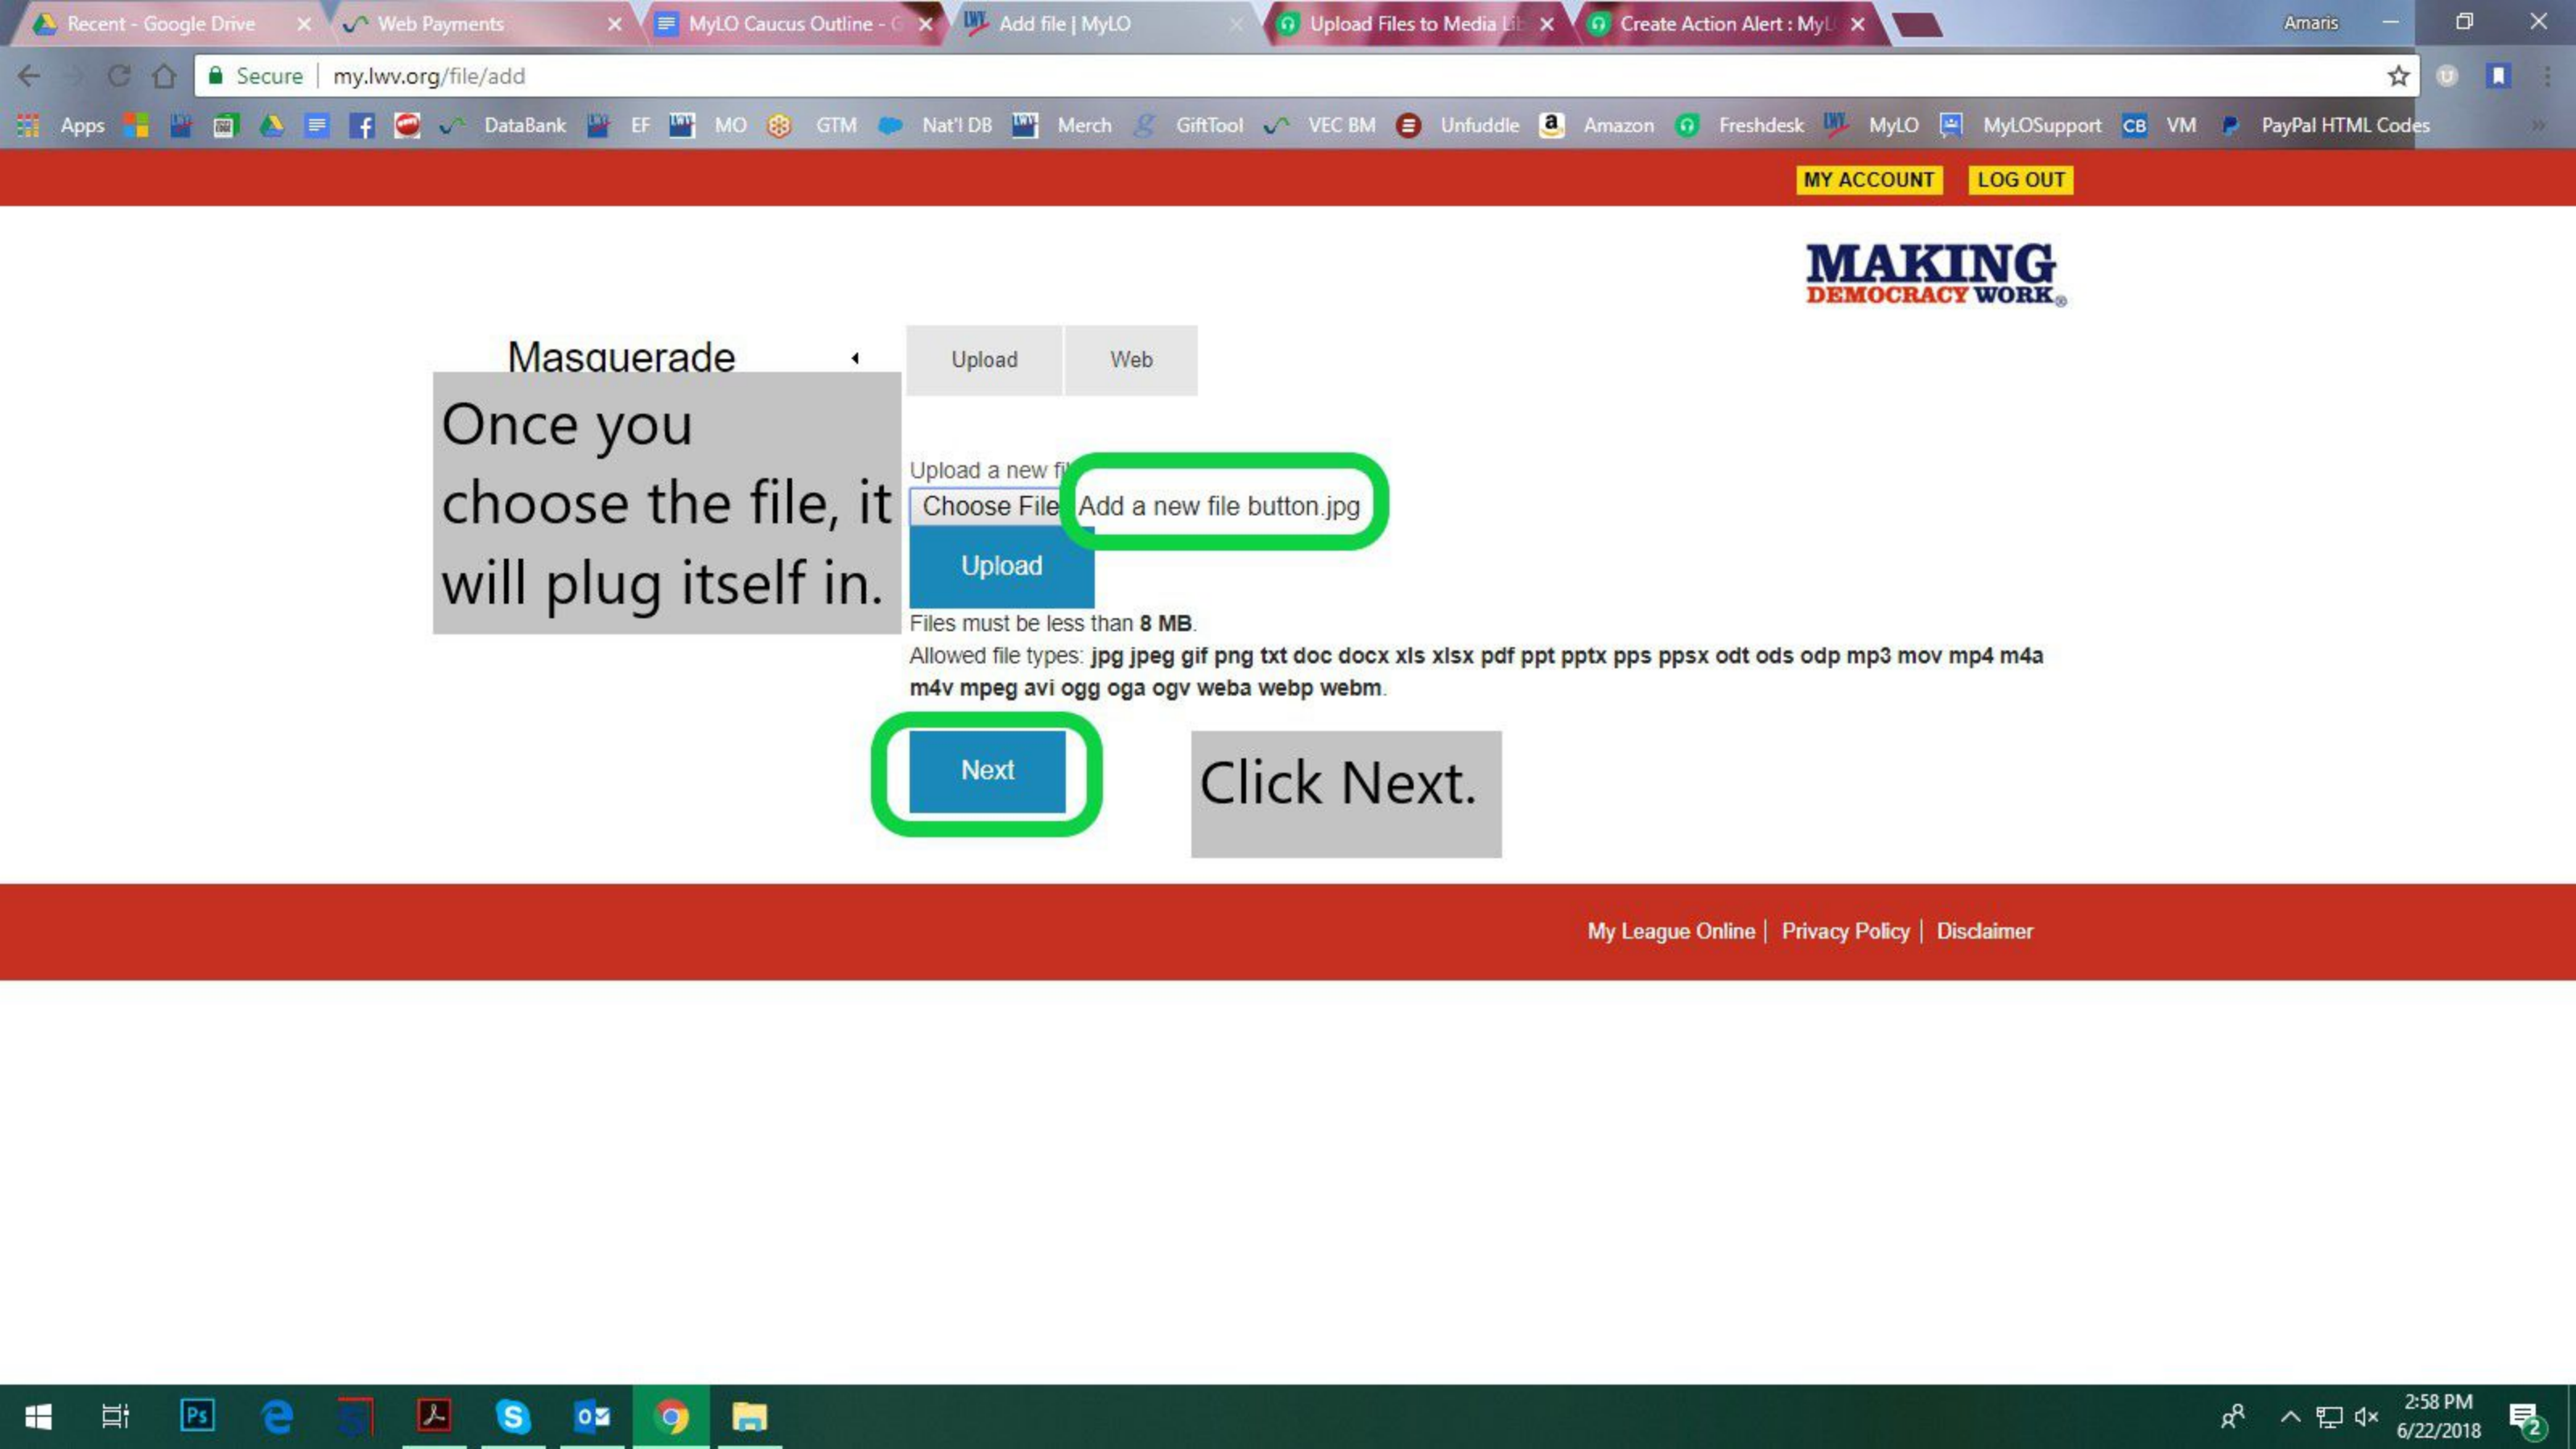 Recent - Google Drive
Web Payments
MyLO Caucus Outline - G
Add file | MyLO
Upload Files to Media Lib
Create Action Alert : MyL
Amaris
Secure | my.lwv.org/file/add
Apps
DataBank
EF
MO
GTM
Nat'l DB
Merch
GiftTool
VEC BM
Unfuddle
Amazon
Freshdesk
MyLO
MyLOSupport
CB VM
PayPal HTML Codes
MY ACCOUNT
LOG OUT
MAKING
DEMOCRACY WORK®
Masquerade
Upload
Web
Once you
choose the file, it
will plug itself in.
Upload a new fil
Choose File
Add a new file button.jpg
Upload
Files must be less than 8 MB.
Allowed file types: jpg jpeg gif png txt doc docx xls xlsx pdf ppt pptx pps ppsx odt ods odp mp3 mov mp4 m4a
m4v mpeg avi ogg oga ogv weba webp webm.
Next
Click Next.
My League Online | Privacy Policy | Disclaimer
Ps
2:58 PM
6/22/2018
2